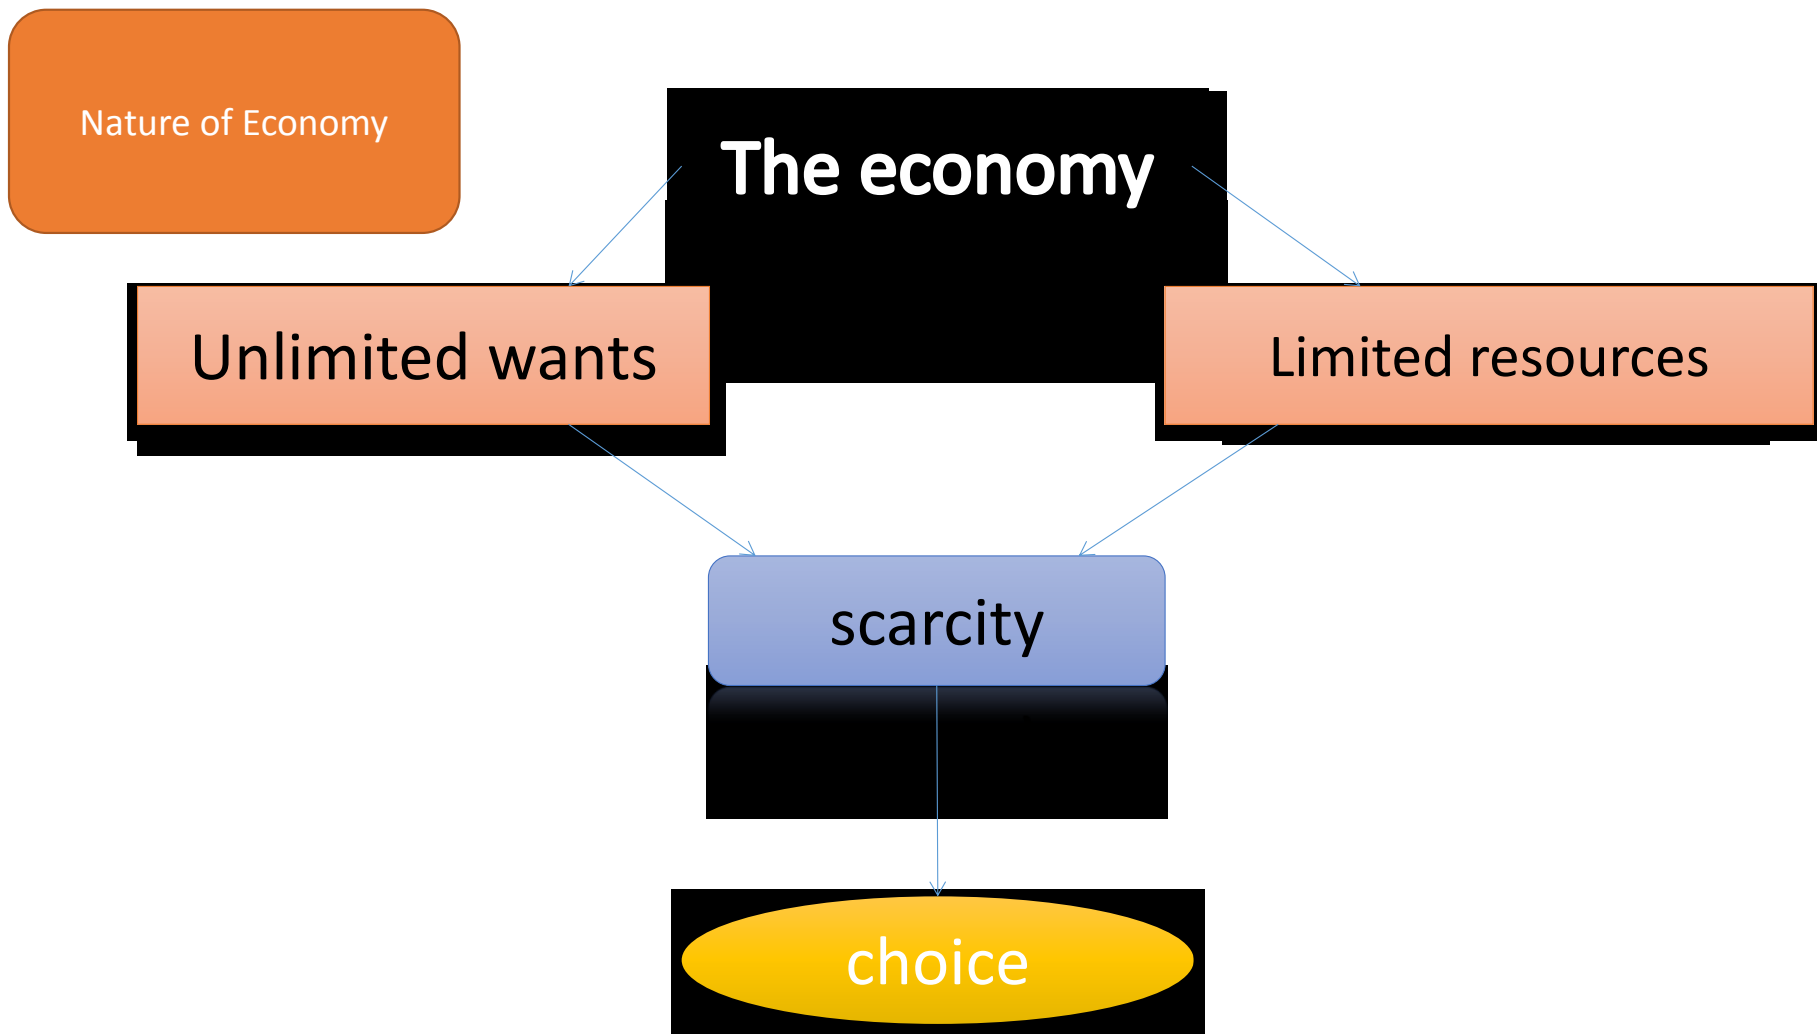 Nature of Economy
The economy
Unlimited wants
Limited resources
scarcity
choice